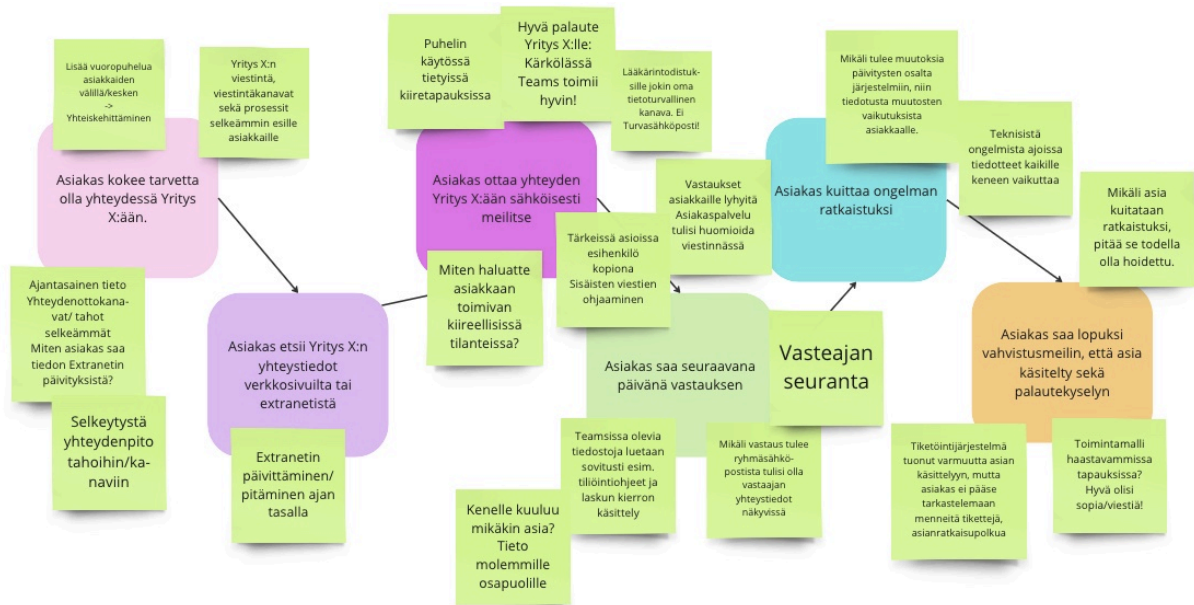 Lisää vuoropuhelua
asiakkaiden
välillä/kesken
->
Yhteiskehittäminen
Yritys X:n
viestintä,
viestintäkanavat
sekä prosessit
selkeämmin esille
asiakkaille
Asiakas kokee tarvetta
olla yhteydessä Yritys
X:ään.
Ajantasainen tieto
Yhteydenottokana-
vat/ tahot
selkeämmät
Miten asiakas saa
tiedon Extranetin
päivityksistä?
Selkeytystä
yhteydenpito
tahoihin/ka-
naviin
Asiakas etsii Yritys X:n
yhteystiedot
verkkosivuilta tai
extranetistä
Extranetin
päivittäminen/
pitäminen ajan
tasalla
Puhelin
käytössä
tietyissä
kiiretapauksissa
Hyvä palaute
Yritys X:lle:
Kärkölässä
Teams toimii
hyvin!
Lääkärintodistuk-
sille jokin oma
tietoturvallinen
kanava. Ei
Turvasähköposti!
Asiakas ottaa yhteyden
Yritys X:ään sähköisesti
meilitse
Miten haluatte
asiakkaan
toimivan
kiireellisissä
tilanteissa?
Tärkeissä asioissa
esihenkilö
kopiona
Sisäisten viestien
ohjaaminen
Vastaukset
asiakkaille lyhyitä
Asiakaspalvelu
tulisi huomioida
viestinnässä
Asiakas saa seuraavana
päivänä vastauksen
Vasteajan
seuranta
Teamsissa olevia
tiedostoja luetaan
sovitusti esim.
tiliöintiohjeet ja
laskun kierron
käsittely
Kenelle kuuluu
mikäkin asia?
Tieto
molemmille
osapuolille
Mikäli vastaus tulee
ryhmäsähkö-
postista tulisi olla
vastaajan
yhteystiedot
näkyvissä
Mikäli tulee muutoksia
päivitysten osalta
järjestelmiin, niin
tiedotusta muutosten
vaikutuksista
asiakkaalle.
Teknisistä
ongelmista ajoissa
tiedotteet kaikille
keneen vaikuttaa
Asiakas kuittaa ongelman
ratkaistuksi
Mikäli asia
kuitataan
ratkaistuksi,
pitää se todella
olla hoidettu.
Asiakas saa lopuksi
vahvistusmeilin, että asia
käsitelty sekä
palautekyselyn
Tiketöintijärjestelmä
tuonut varmuutta asian
käsittelyyn, mutta
asiakas ei pääse
tarkastelemaan
menneitä tikettejä,
asianratkaisupolkua
Toimintamalli
haastavammissa
tapauksissa?
Hyvä olisi
sopia/viestiä!